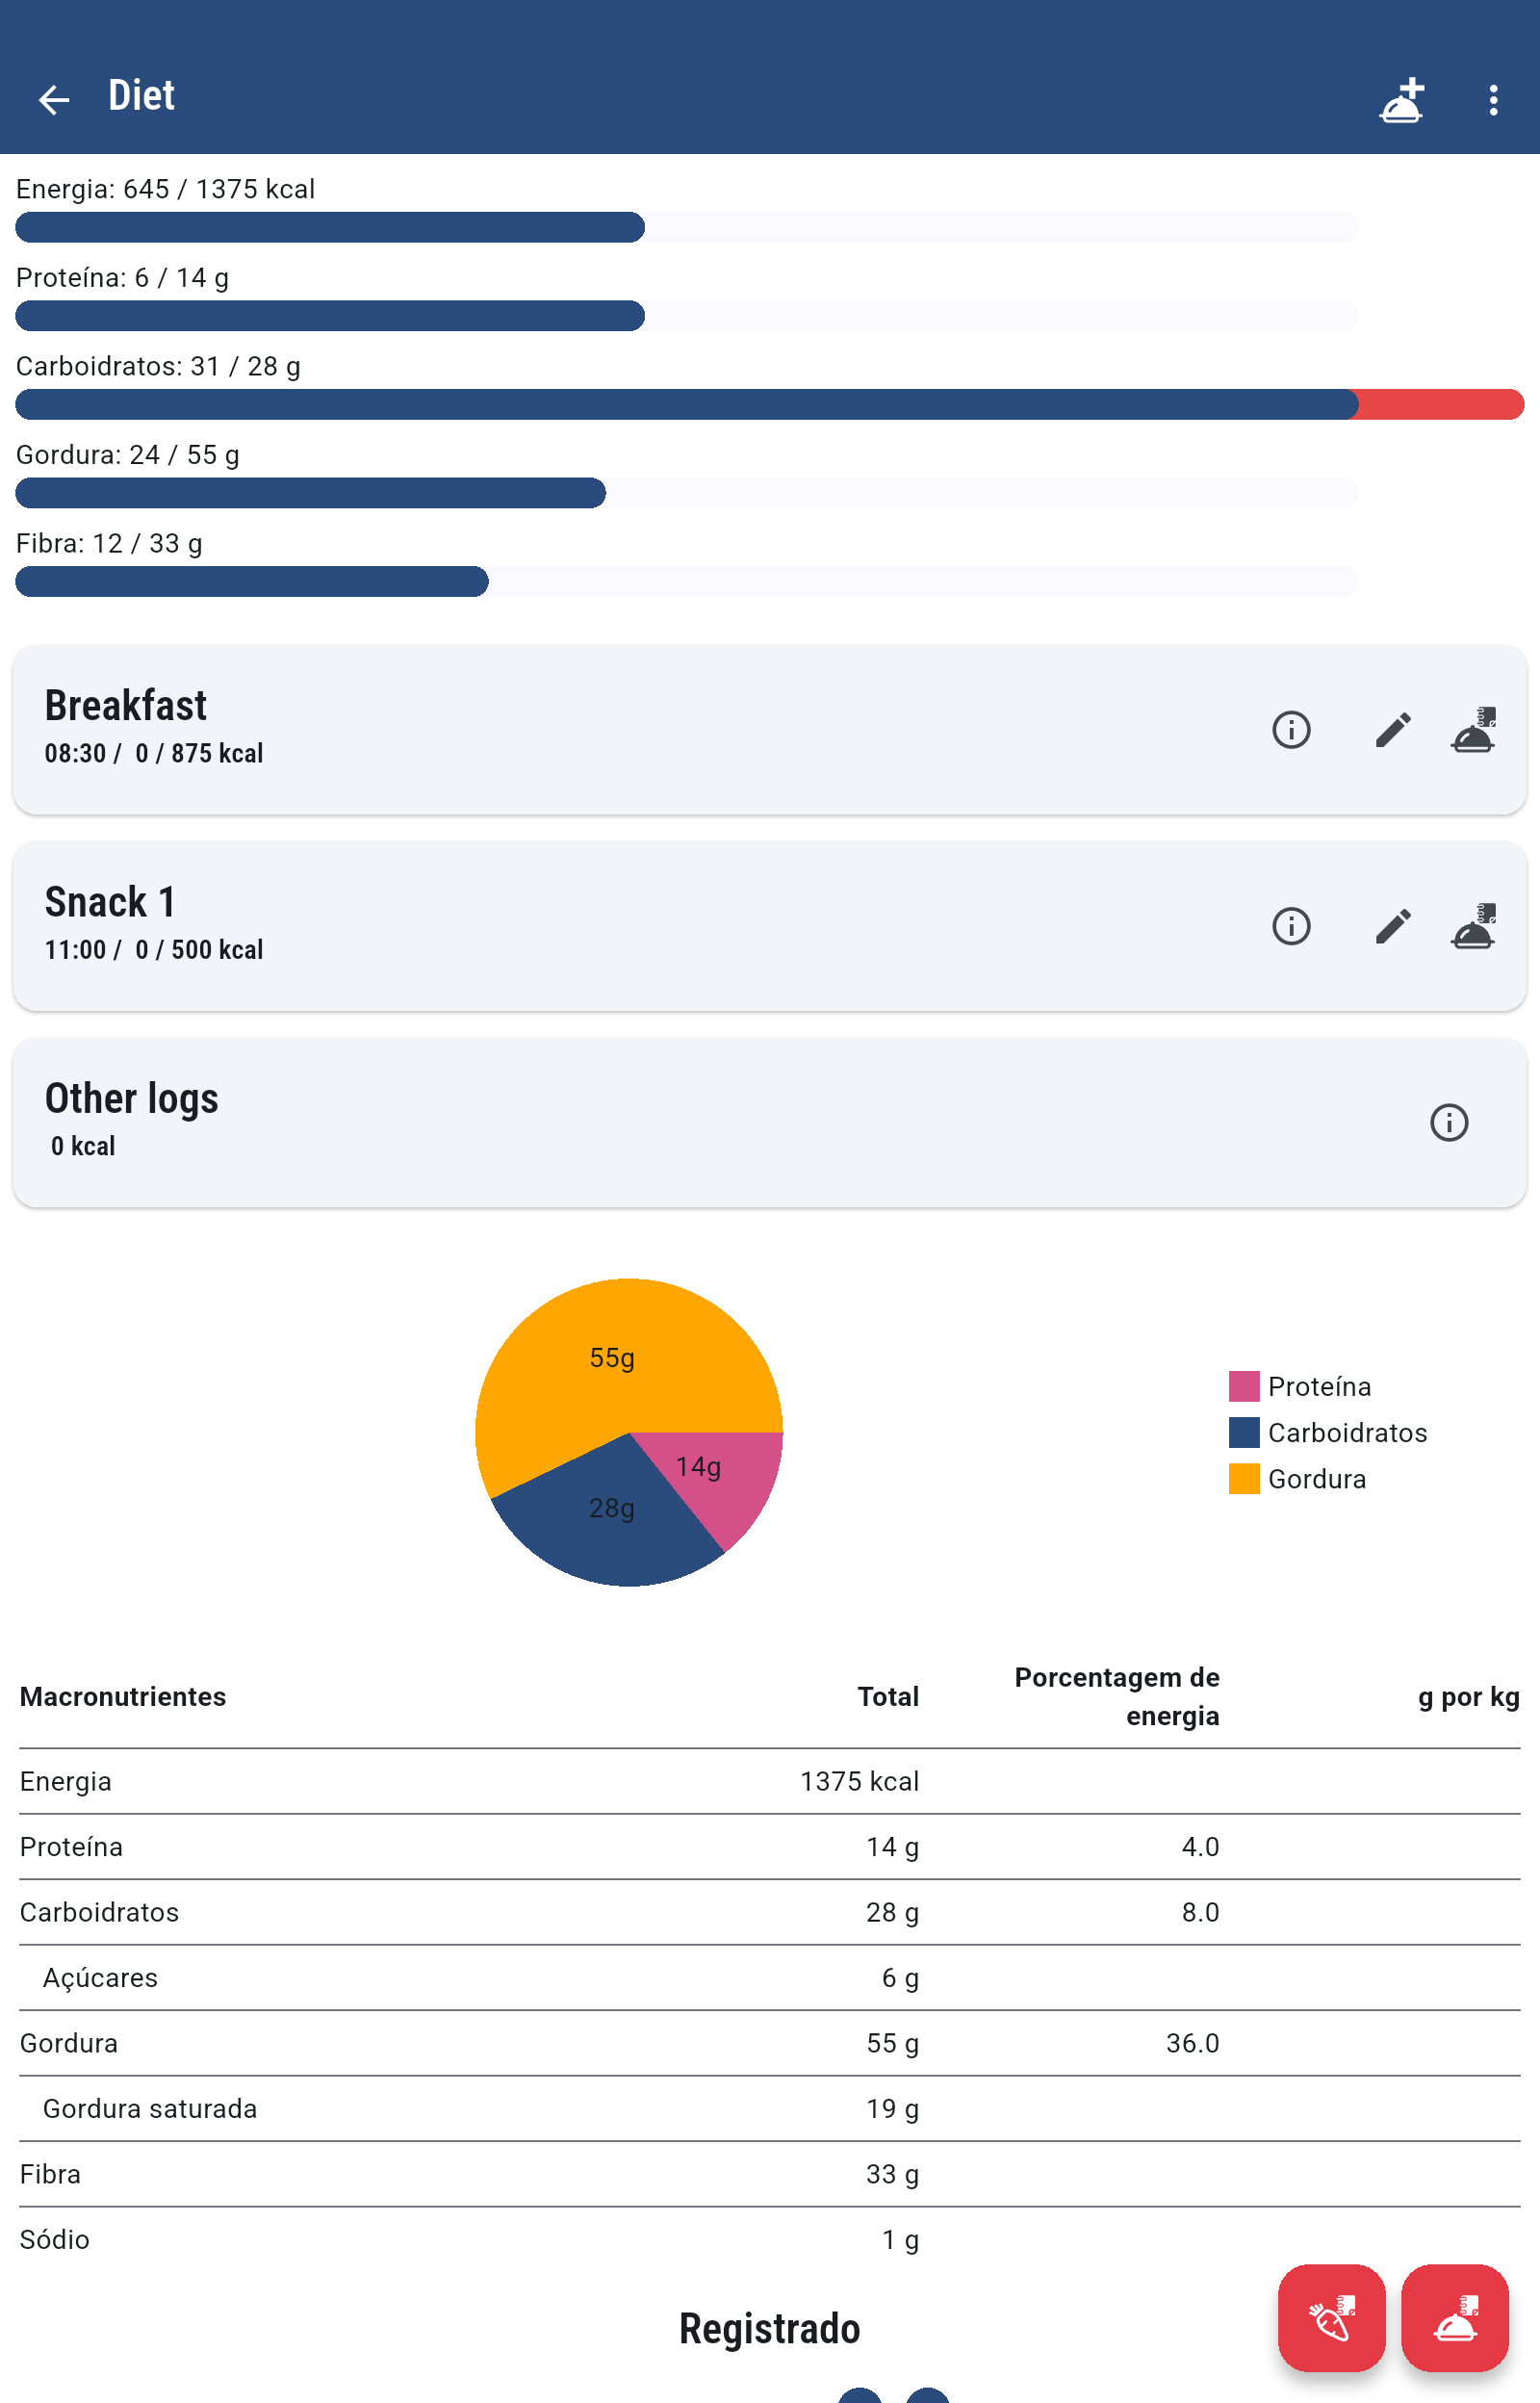 Diet
Energia: 645 / 1375 kcal
Proteína: 6 / 14 g
Carboidratos: 31 / 28 g
Gordura: 24 / 55 g
Fibra: 12 / 33 g
Breakfast
08:30 / 0 / 875 kcal
Snack 1
11:00 / 0 / 500 kcal
Other logs
0 kcal
55g
14g
28g
Proteína
Carboidratos
Gordura
Macronutrientes Total Porcentagem de energia g por kg
Energia 1375 kcal
Proteína 14 g 4.0
Carboidratos 28 g 8.0
Açúcares 6 g
Gordura 55 g 36.0
Gordura saturada 19 g
Fibra 33 g
Sódio 1 g
Registrado